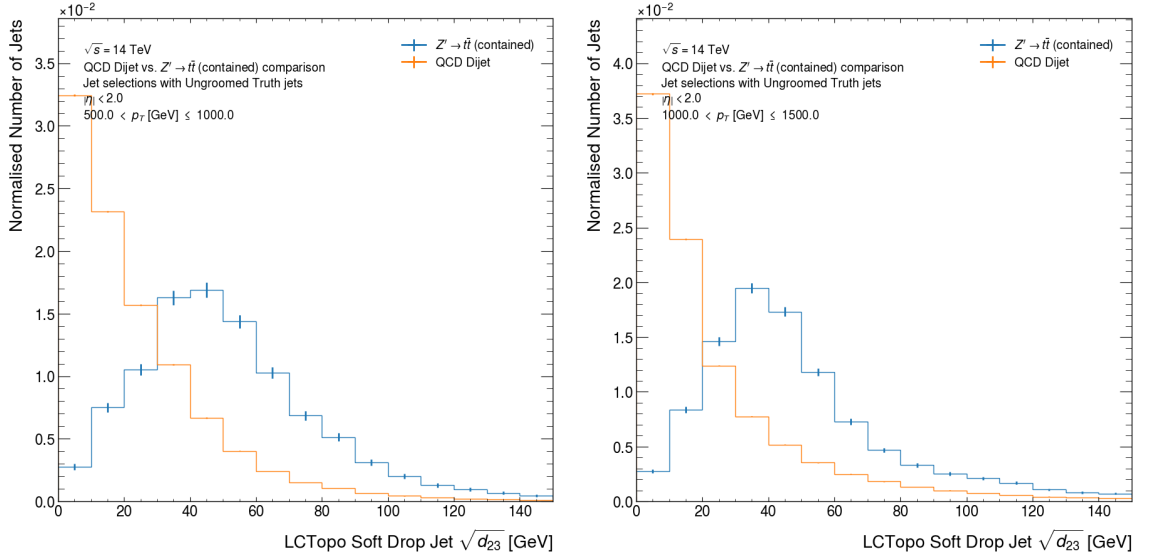 ×10⁻²
Normalised Number of Jets
√s = 14 TeV
QCD Dijet vs. Z′ → tt̄ (contained) comparison
Jet selections with Ungroomed Truth jets
|η| < 2.0
500.0 < p_T [GeV] ≤ 1000.0
Z′ → tt̄ (contained)
QCD Dijet
3.5
3.0
2.5
2.0
1.5
1.0
0.5
0.0
0 20 40 60 80 100 120 140
LCTopo Soft Drop Jet √d₂₃ [GeV]
×10⁻²
Normalised Number of Jets
√s = 14 TeV
QCD Dijet vs. Z′ → tt̄ (contained) comparison
Jet selections with Ungroomed Truth jets
|η| < 2.0
1000.0 < p_T [GeV] ≤ 1500.0
Z′ → tt̄ (contained)
QCD Dijet
4.0
3.5
3.0
2.5
2.0
1.5
1.0
0.5
0.0
0 20 40 60 80 100 120 140
LCTopo Soft Drop Jet √d₂₃ [GeV]